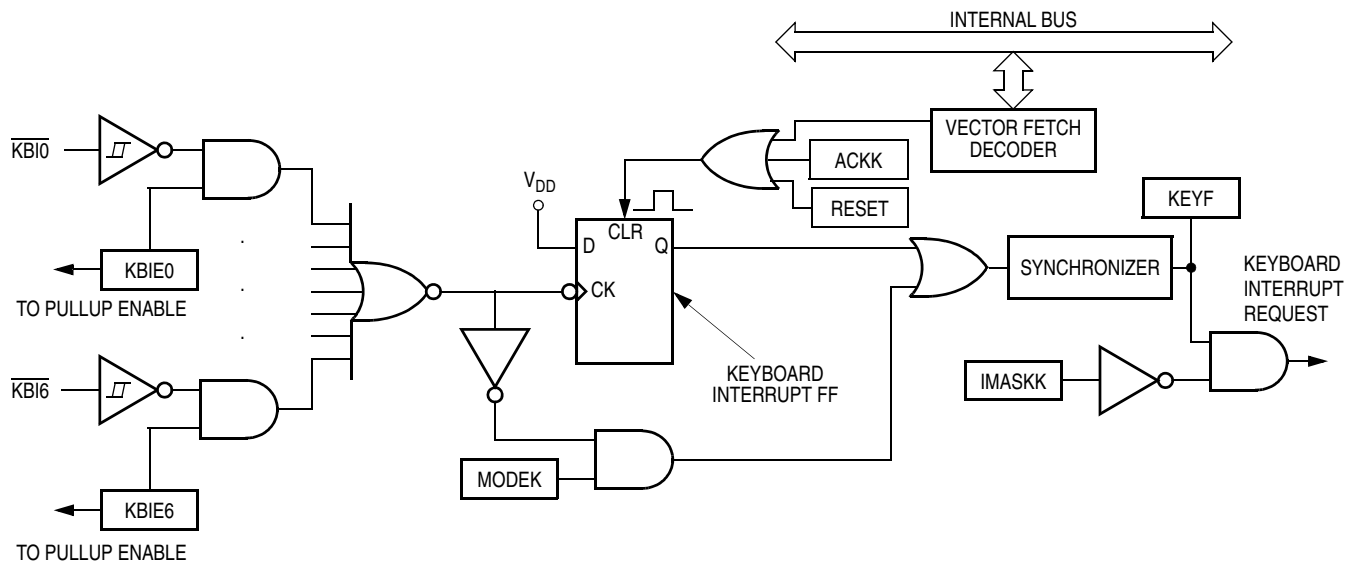 INTERNAL BUS
VECTOR FETCH
DECODER
ACKK
RESET
VDD
D
CLR
Q
CK
KEYBOARD
INTERRUPT FF
KBI0
KBIE0
TO PULLUP ENABLE
.
.
.
KBI6
KBIE6
TO PULLUP ENABLE
MODEK
SYNCHRONIZER
KEYF
IMASKK
KEYBOARD
INTERRUPT
REQUEST